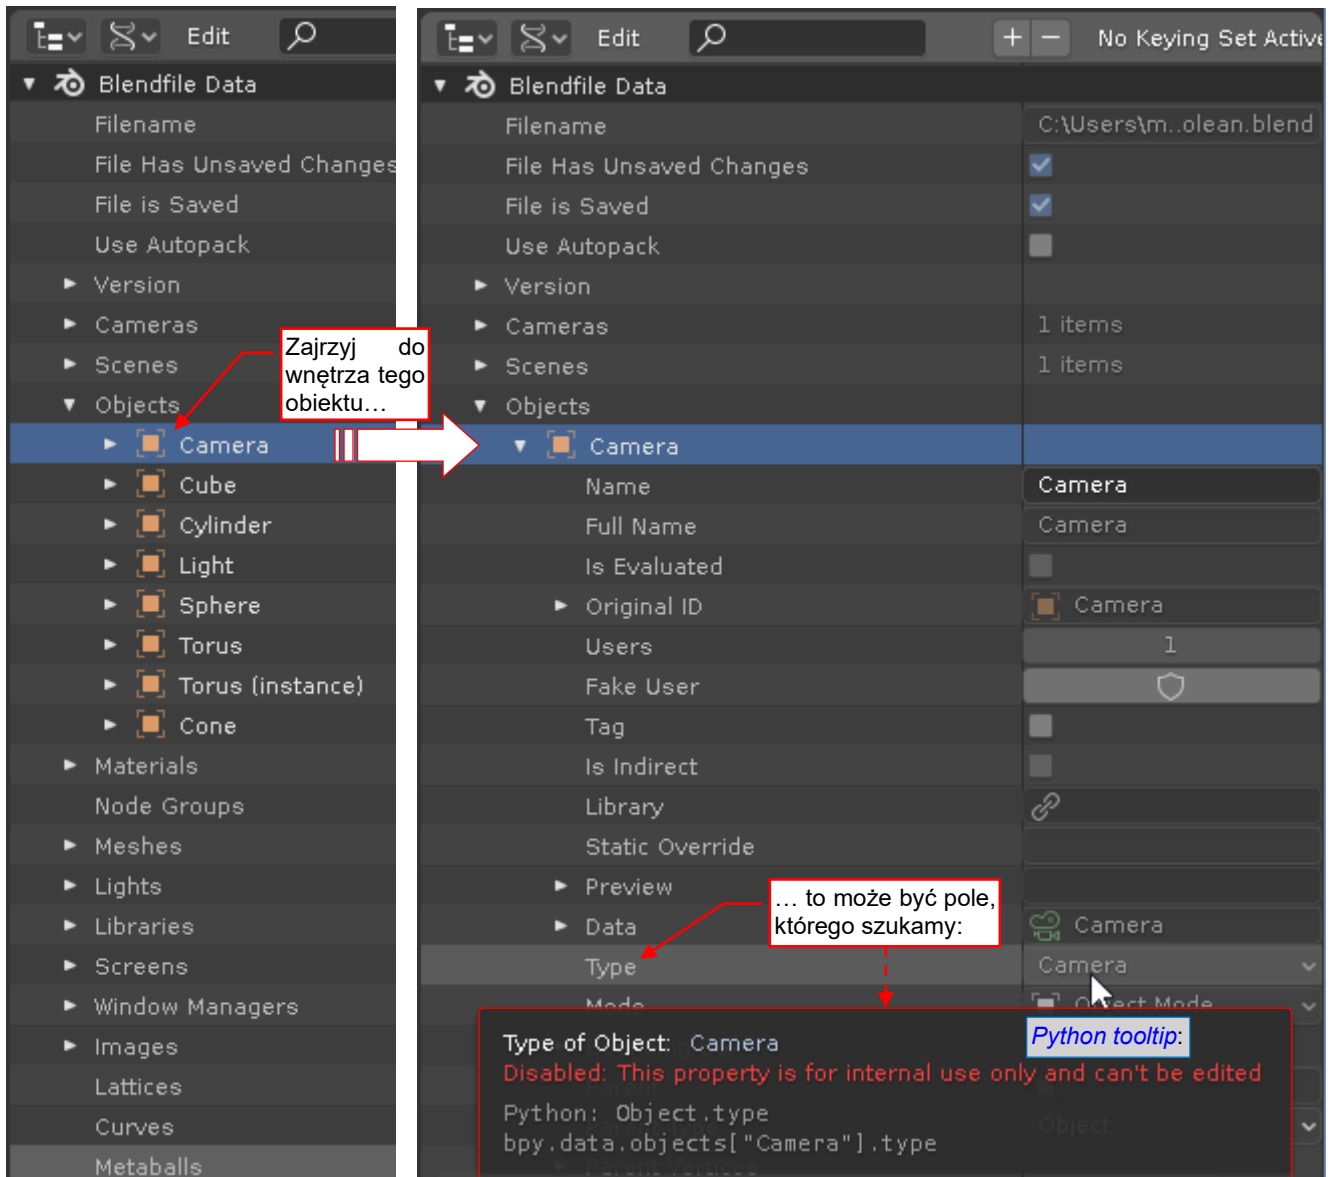 Edit
Blendfile Data
Filename
File Has Unsaved Changes
File is Saved
Use Autopack
Version
Cameras
Scenes
Objects
Camera
Cube
Cylinder
Light
Sphere
Torus
Torus (instance)
Cone
Materials
Node Groups
Meshes
Lights
Libraries
Screens
Window Managers
Images
Lattices
Curves
Metaballs
Zajrzyj do
wnętrza tego
obiektu…
Edit
No Keying Set Active
Blendfile Data
Filename C:\Users\m..olean.blend
File Has Unsaved Changes
File is Saved
Use Autopack
Version
Cameras 1 items
Scenes 1 items
Objects
Camera
Name Camera
Full Name Camera
Is Evaluated
Original ID Camera
Users 1
Fake User
Tag
Is Indirect
Library
Static Override
Preview
… to może być pole,
którego szukamy:
Data Camera
Type Camera
Mode Object Mode
Python tooltip:
Type of Object: Camera
Disabled: This property is for internal use only and can't be edited
Python: Object.type
Object
bpy.data.objects["Camera"].type
Parent Vertices